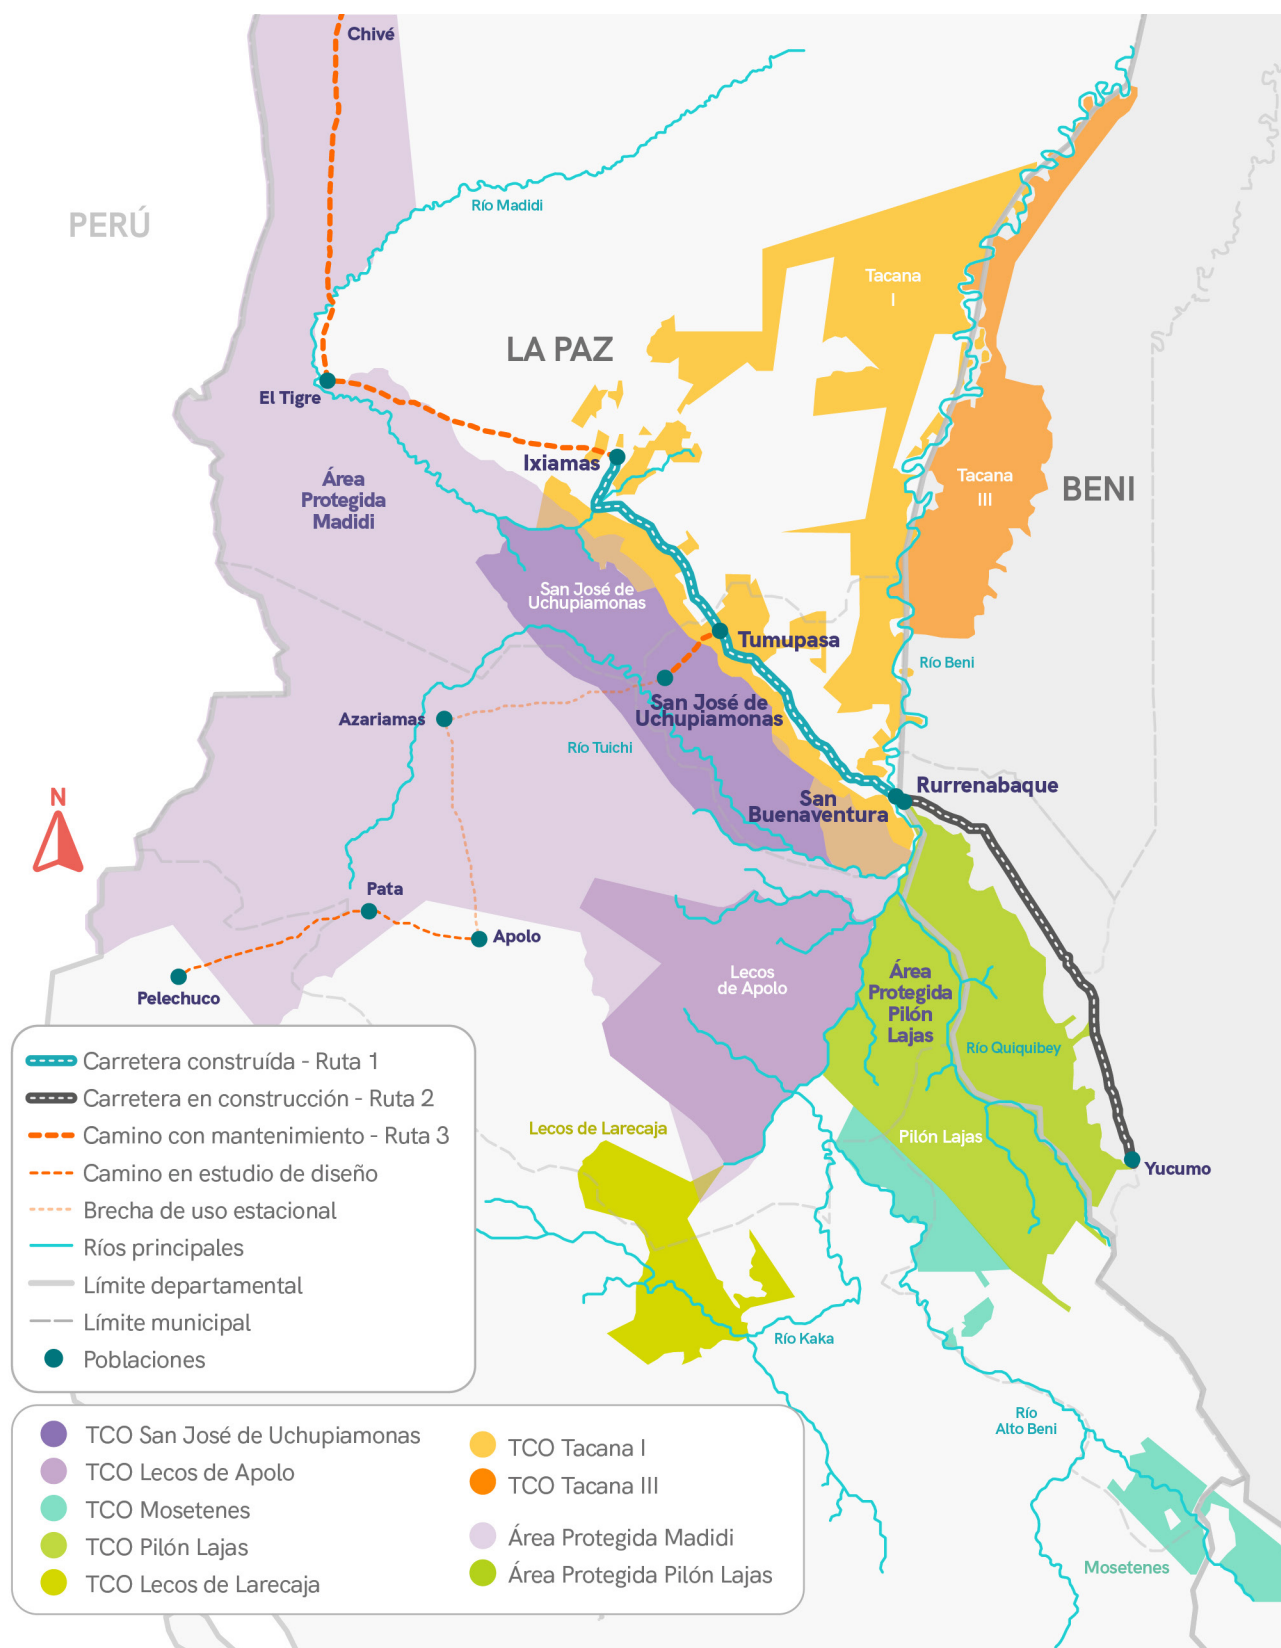 Chivé
Río Madidi
PERÚ
Tacana
I
LA PAZ
El Tigre
Ixiamas
Área
Protegida
Madidi
Tacana
III
BENI
San José de
Uchupiamonas
Tumupasa
Río Beni
San José de
Uchupiamonas
Azariamas
Río Tuichi
N
Rurrenabaque
San
Buenaventura
Pata
Apolo
Pelechuco
Lecos
de Apolo
Área
Protegida
Pilón
Lajas
Río Quiquibey
Lecos de Larecaja
Pilón Lajas
Yucumo
Río Kaka
Río
Alto Beni
Mosetenes
Carretera construída - Ruta 1
Carretera en construcción - Ruta 2
Camino con mantenimiento - Ruta 3
Camino en estudio de diseño
Brecha de uso estacional
Ríos principales
Límite departamental
Límite municipal
Poblaciones
TCO San José de Uchupiamonas
TCO Lecos de Apolo
TCO Mosetenes
TCO Pilón Lajas
TCO Lecos de Larecaja
TCO Tacana I
TCO Tacana III
Área Protegida Madidi
Área Protegida Pilón Lajas